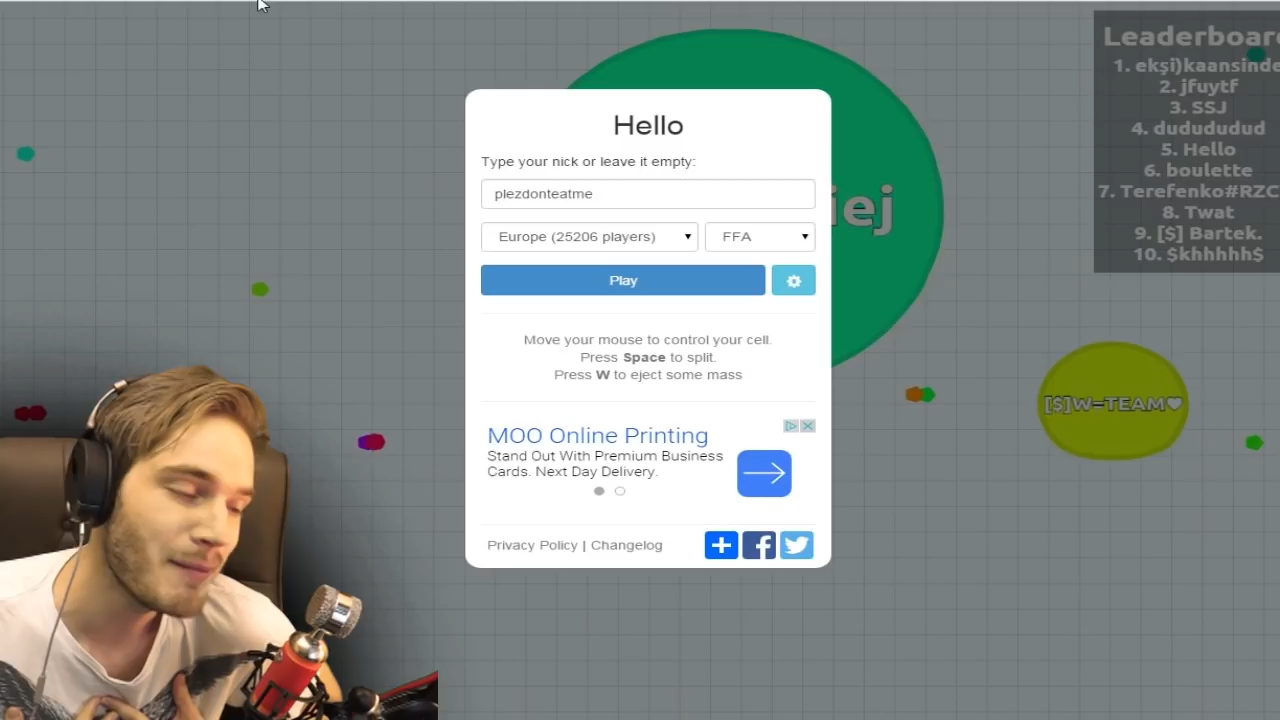 Hello
Type your nick or leave it empty:
plezdonteatme
Europe (25206 players)
FFA
Play
Move your mouse to control your cell.
Press Space to split.
Press W to eject some mass
MOO Online Printing
Stand Out With Premium Business
Cards. Next Day Delivery.
Privacy Policy | Changelog
iej
[$]W=TEAM♥
Leaderboar
1. ekşi)kaansinde
2. jfuytf
3. SSJ
4. dudududud
5. Hello
6. boulette
7. Terefenko#RZC
8. Twat
9. [$] Bartek.
10. $khhhhh$